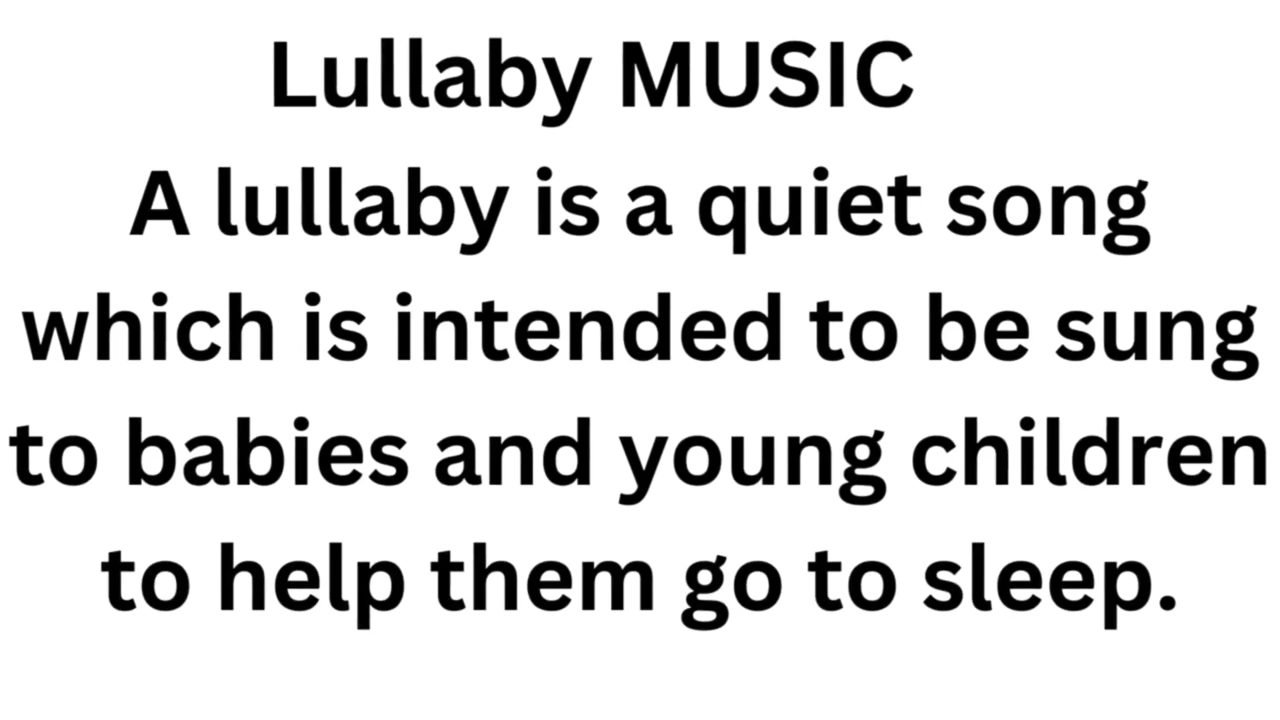 Lullaby MUSIC
A lullaby is a quiet song
which is intended to be sung
to babies and young children
to help them go to sleep.